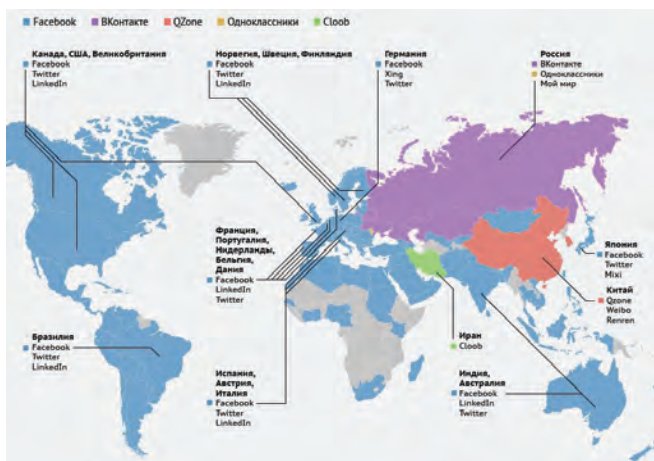 Facebook ВКонтакте QZone Одноклассники Cloob
Канада, США, Великобритания
Facebook
Twitter
LinkedIn
Норвегия, Швеция, Финляндия
Facebook
Twitter
LinkedIn
Германия
Facebook
Xing
Twitter
Россия
ВКонтакте
Одноклассники
Мой мир
Франция,
Португалия,
Нидерланды,
Бельгия,
Дания
Facebook
LinkedIn
Twitter
Япония
Facebook
Twitter
Mixi
Китай
Qzone
Weibo
Renren
Бразилия
Facebook
Twitter
LinkedIn
Иран
Cloob
Испания,
Австрия,
Италия
Facebook
Twitter
LinkedIn
Индия,
Австралия
Facebook
LinkedIn
Twitter